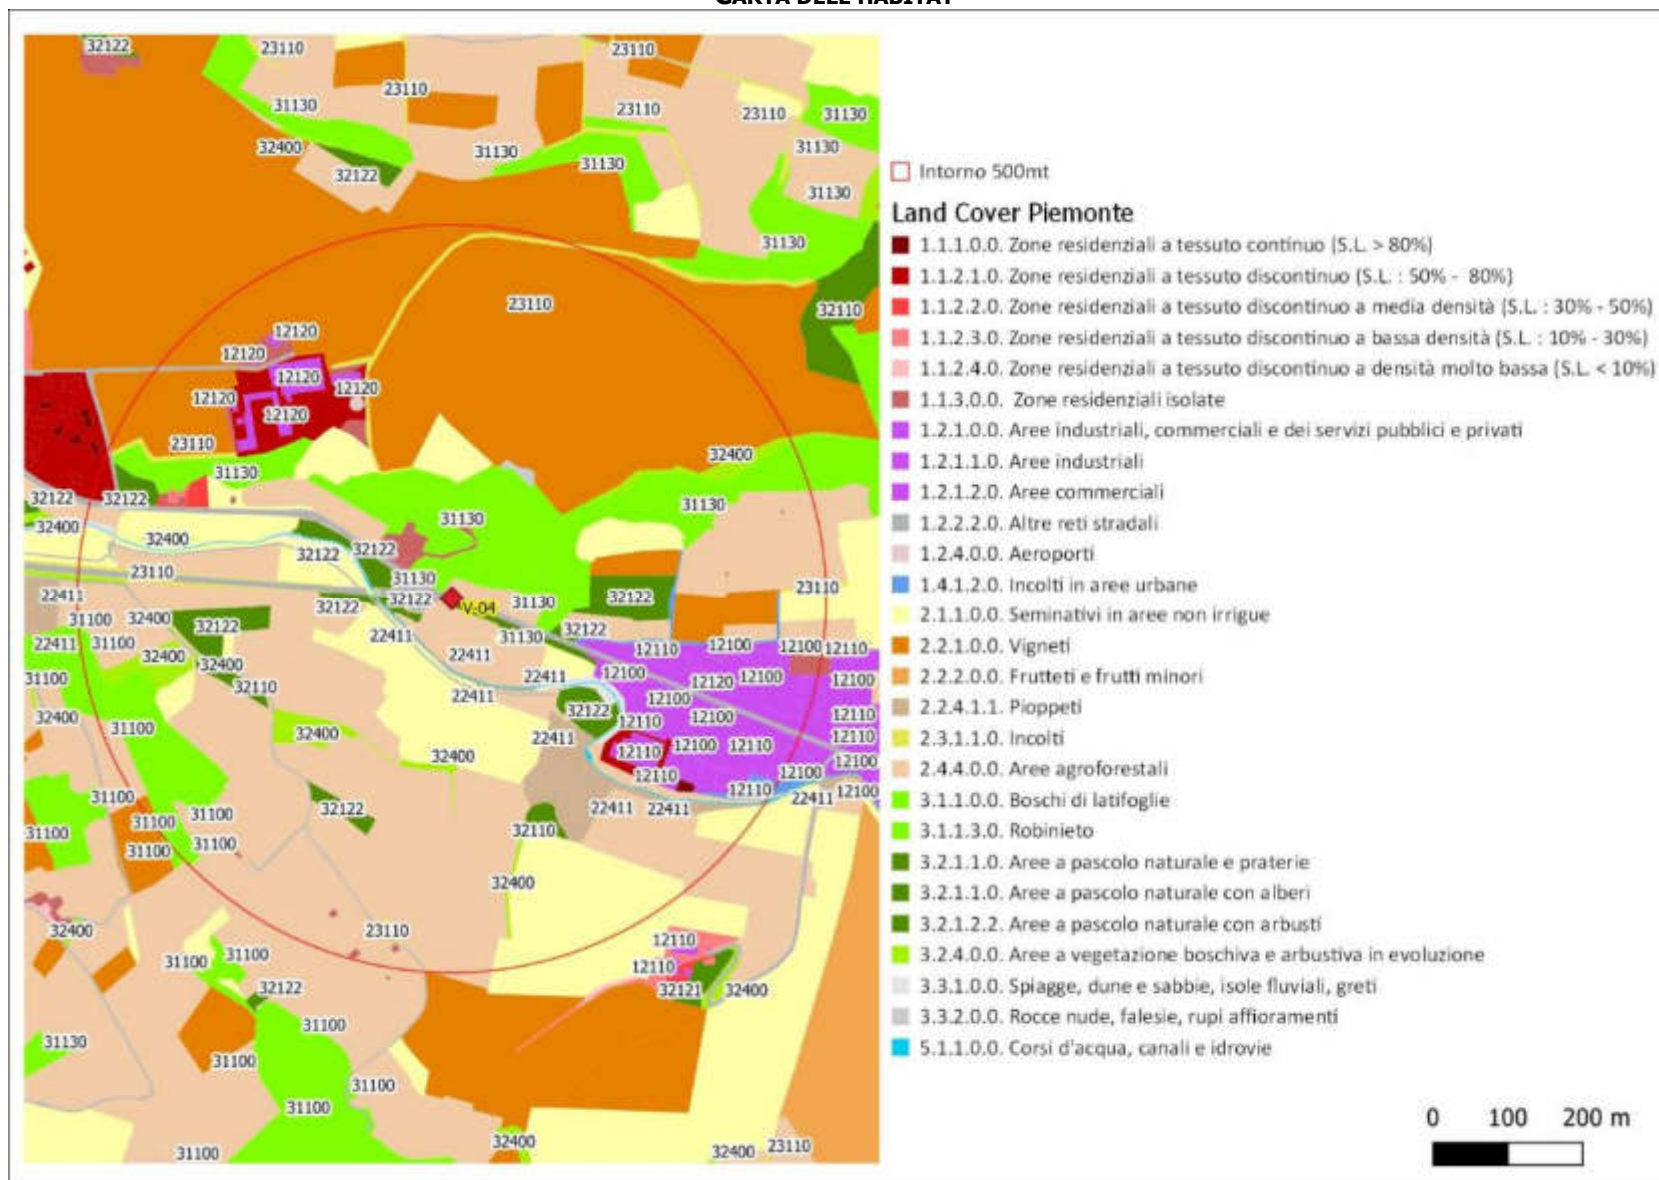 CARTA DELL'HABITAT
32122 23110 23110
23110
31130 23110 23110 31130
32400 31130 31130 31130
32122 31130
31130
23110 32110
12120
12120
12120 12120
12120 12120
23110
31130 32400
32122 32122 31130 31130
32400 32400 32122 32122
23110 31130 23110
22411 32122 32122 V-04 31130 32122
31100 32400 32122 22411 31130 32122
22411 31100 32400 32400 22411 12110 12100 12100 12110
31100 32110 22411 22411 12100 12120 12100 12100
32400 31100 32400 32122 12110 12100 12100 12110
32400 22411 12110 12100 12110 12110
31100 12110 12110 12100 12100
31100 31100 31100 32122 32110 22411 22411 22411 12100
31100 31100
32400
32400 23110 12110
31100 31100 12110
32122 32121 32400
31130 31100
31100 31100
31100
31100 32400 32400 23110
Intorno 500mt
Land Cover Piemonte
1.1.1.0.0. Zone residenziali a tessuto continuo (S.L. > 80%)
1.1.2.1.0. Zone residenziali a tessuto discontinuo (S.L. : 50% - 80%)
1.1.2.2.0. Zone residenziali a tessuto discontinuo a media densità (S.L. : 30% - 50%)
1.1.2.3.0. Zone residenziali a tessuto discontinuo a bassa densità (S.L. : 10% - 30%)
1.1.2.4.0. Zone residenziali a tessuto discontinuo a densità molto bassa (S.L. < 10%)
1.1.3.0.0. Zone residenziali isolate
1.2.1.0.0. Aree industriali, commerciali e dei servizi pubblici e privati
1.2.1.1.0. Aree industriali
1.2.1.2.0. Aree commerciali
1.2.2.2.0. Altre reti stradali
1.2.4.0.0. Aeroporti
1.4.1.2.0. Incolti in aree urbane
2.1.1.0.0. Seminativi in aree non irrigue
2.2.1.0.0. Vigneti
2.2.2.0.0. Frutteti e frutti minori
2.2.4.1.1. Pioppeti
2.3.1.1.0. Incolti
2.4.4.0.0. Aree agroforestali
3.1.1.0.0. Boschi di latifoglie
3.1.1.3.0. Robinieto
3.2.1.1.0. Aree a pascolo naturale e praterie
3.2.1.1.0. Aree a pascolo naturale con alberi
3.2.1.2.2. Aree a pascolo naturale con arbusti
3.2.4.0.0. Aree a vegetazione boschiva e arbustiva in evoluzione
3.3.1.0.0. Spiagge, dune e sabbie, isole fluviali, greti
3.3.2.0.0. Rocce nude, falesie, rupi affioramenti
5.1.1.0.0. Corsi d'acqua, canali e idrovie
0 100 200 m